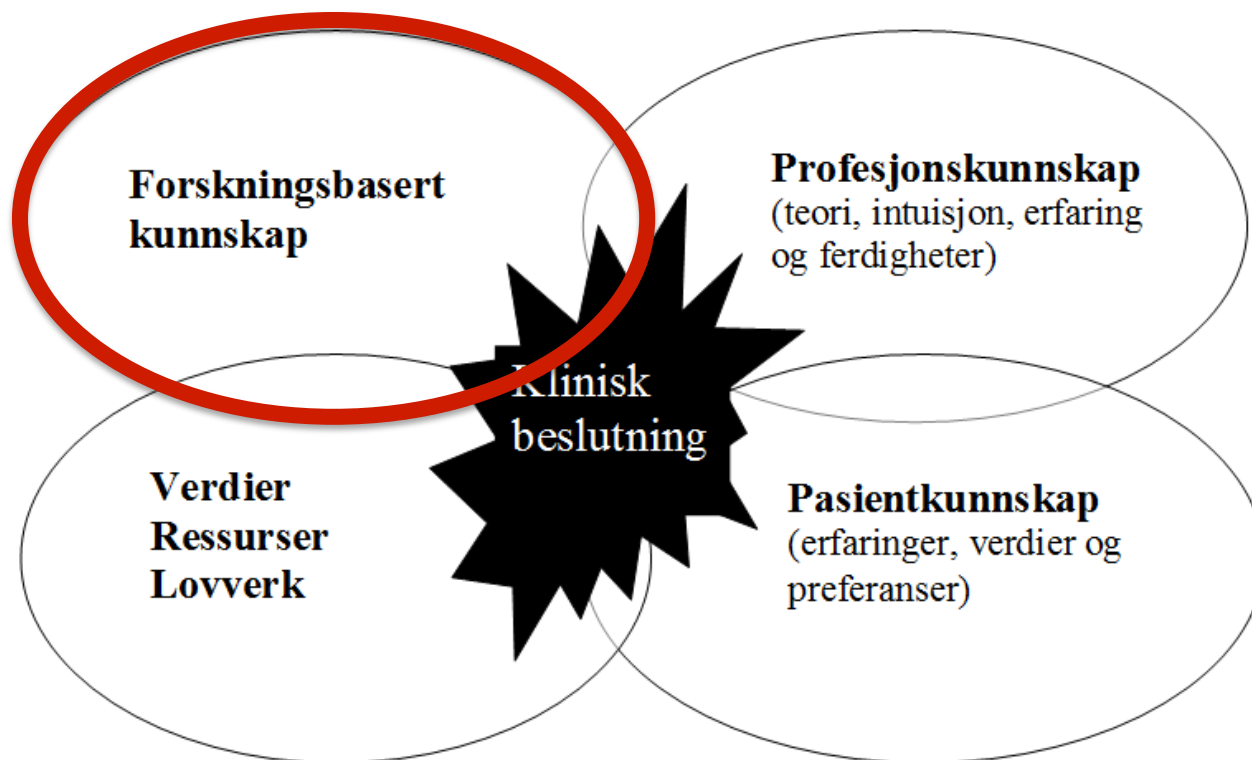 Forskningsbasert
kunnskap
Profesjonskunnskap
(teori, intuisjon, erfaring
og ferdigheter)
Klinisk
beslutning
Verdier
Ressurser
Lovverk
Pasientkunnskap
(erfaringer, verdier og
preferanser)